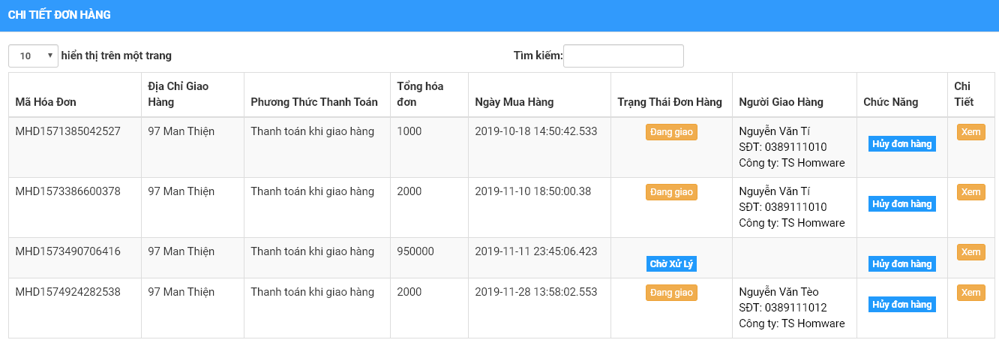 CHI TIẾT ĐƠN HÀNG
10 hiển thị trên một trang Tìm kiếm:
Mã Hóa Đơn Địa Chỉ Giao Hàng Phương Thức Thanh Toán Tổng hóa đơn Ngày Mua Hàng Trạng Thái Đơn Hàng Người Giao Hàng Chức Năng Chi Tiết
MHD1571385042527 97 Man Thiện Thanh toán khi giao hàng 1000 2019-10-18 14:50:42.533 Đang giao Nguyễn Văn Tí Xem
SĐT: 0389111010 Hủy đơn hàng
Công ty: TS Homware
MHD1573386600378 97 Man Thiện Thanh toán khi giao hàng 2000 2019-11-10 18:50:00.38 Đang giao Nguyễn Văn Tí Xem
SĐT: 0389111010 Hủy đơn hàng
Công ty: TS Homware
MHD1573490706416 97 Man Thiện Thanh toán khi giao hàng 950000 2019-11-11 23:45:06.423 Xem
Chờ Xử Lý Hủy đơn hàng
MHD1574924282538 97 Man Thiện Thanh toán khi giao hàng 2000 2019-11-28 13:58:02.553 Đang giao Nguyễn Văn Tèo Xem
SĐT: 0389111012 Hủy đơn hàng
Công ty: TS Homware